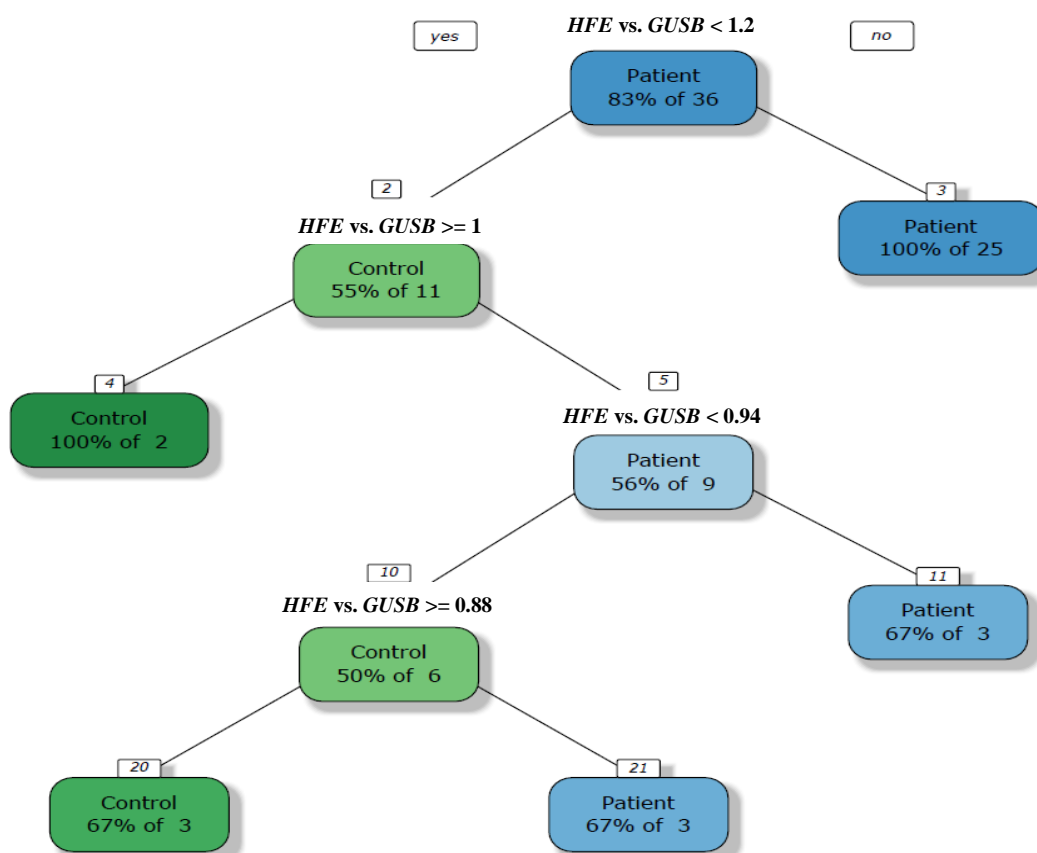 HFE vs. GUSB < 1.2
yes
no
Patient
83% of 36
2
3
HFE vs. GUSB >= 1
Patient
100% of 25
Control
55% of 11
4
5
Control
100% of 2
HFE vs. GUSB < 0.94
Patient
56% of 9
10
11
HFE vs. GUSB >= 0.88
Patient
67% of 3
Control
50% of 6
20
21
Control
67% of 3
Patient
67% of 3